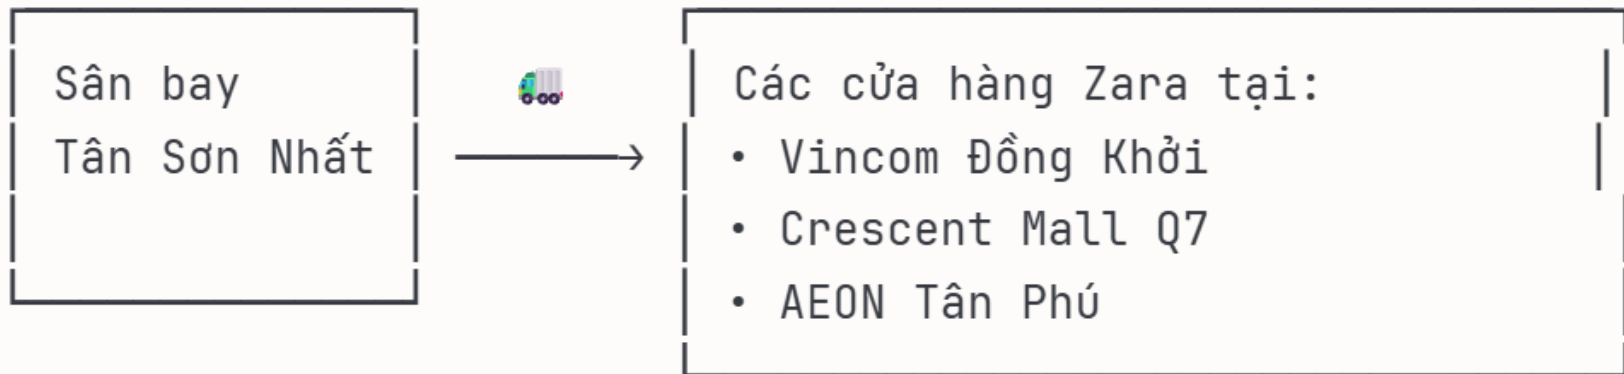 Sân bay
Tân Sơn Nhất
Các cửa hàng Zara tại:
• Vincom Đồng Khởi
• Crescent Mall Q7
• AEON Tân Phú